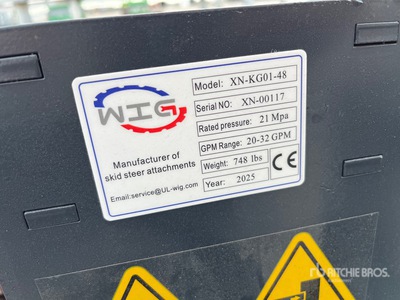 WIG
Manufacturer of
skid steer attachments
Email:service@UL-wig.com
Model: XN-KG01-48
Serial NO: XN-00117
Rated pressure: 21 Mpa
GPM Range: 20-32 GPM
Weight: 748 lbs
Year: 2025
CE
RITCHIE BROS.